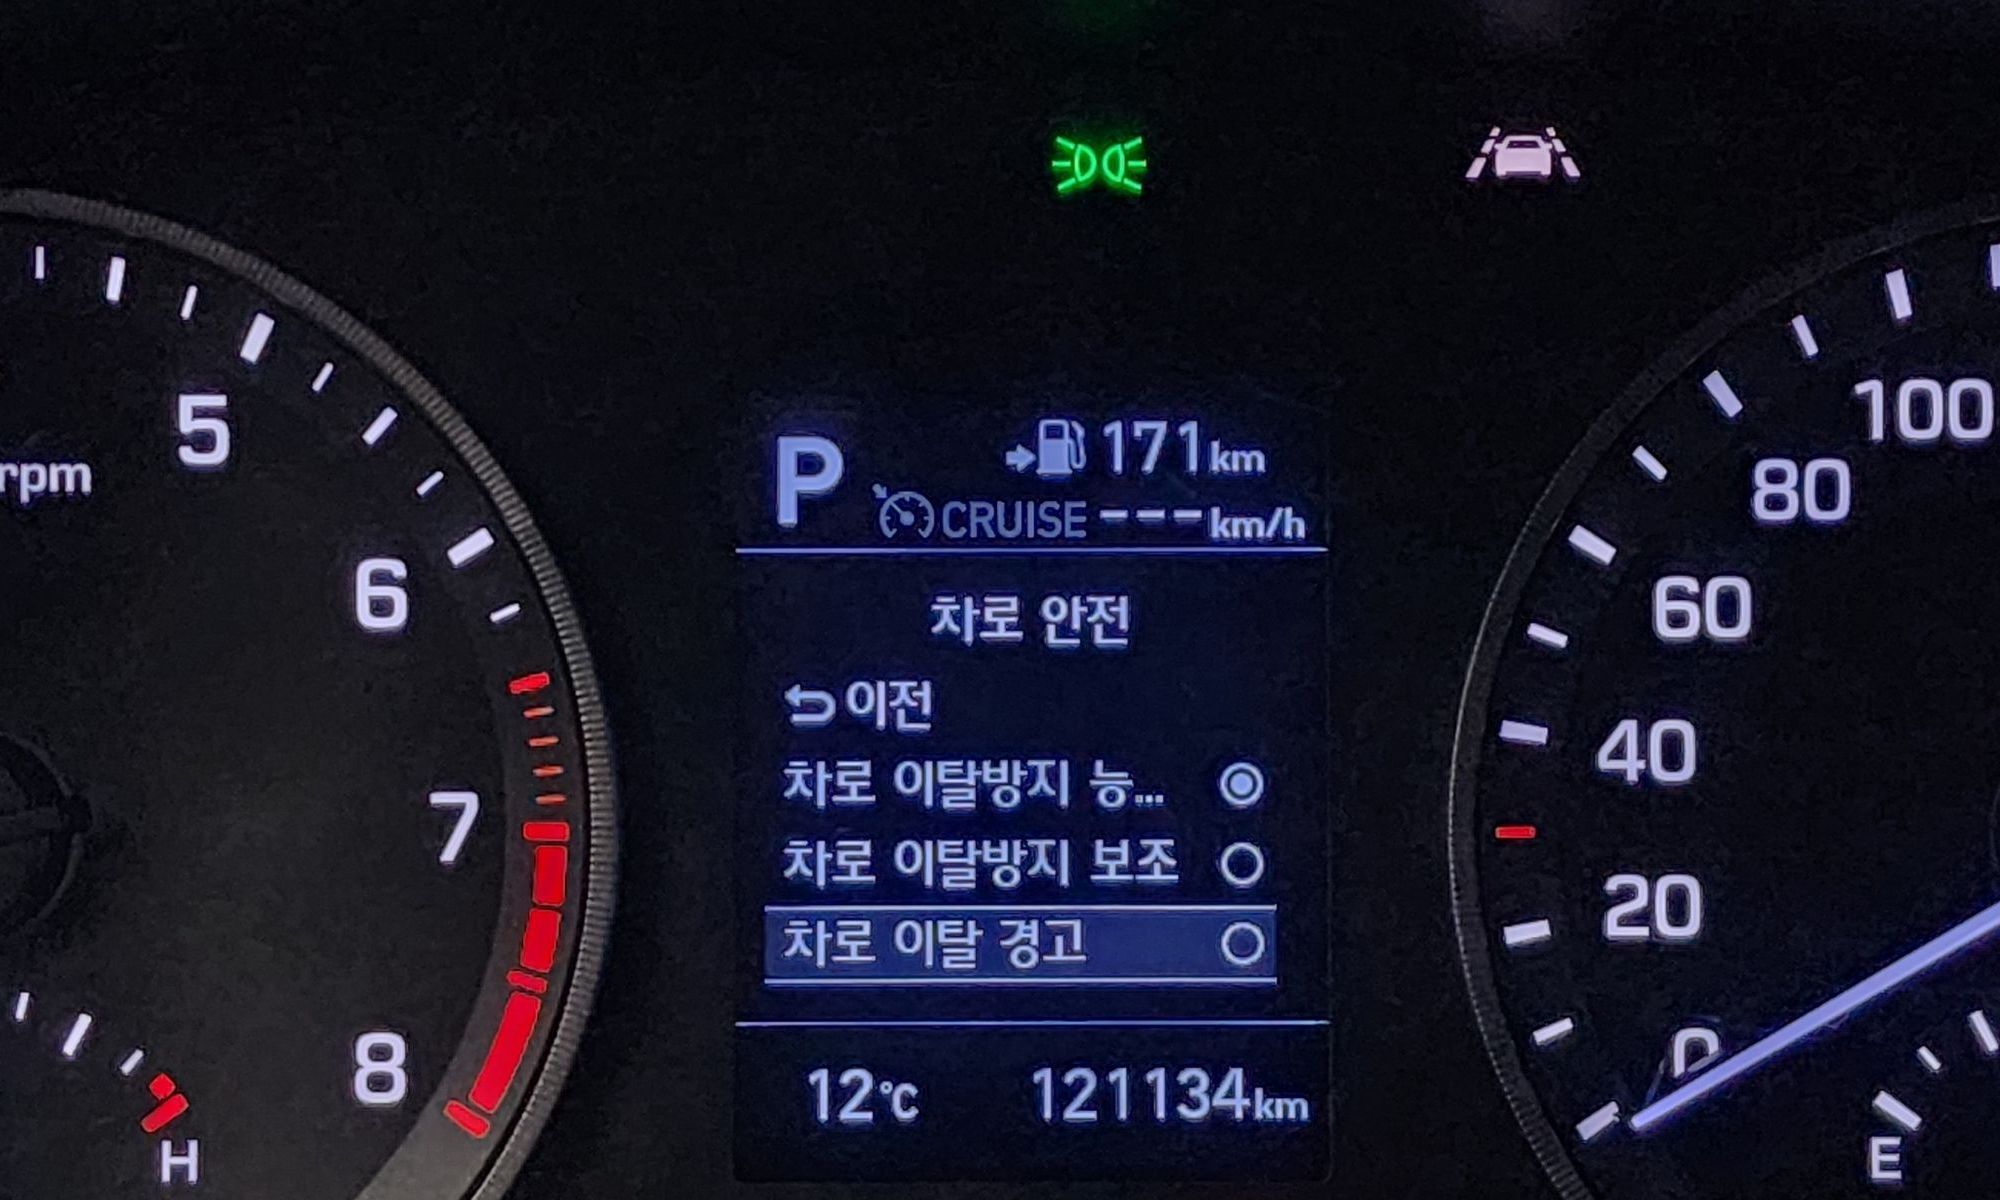 5
rpm
6
7
8
H
P
171km
CRUISE ---km/h
차로 안전
이전
차로 이탈방지 능...
차로 이탈방지 보조
차로 이탈 경고
12°C 121134km
100
80
60
40
20
0
E